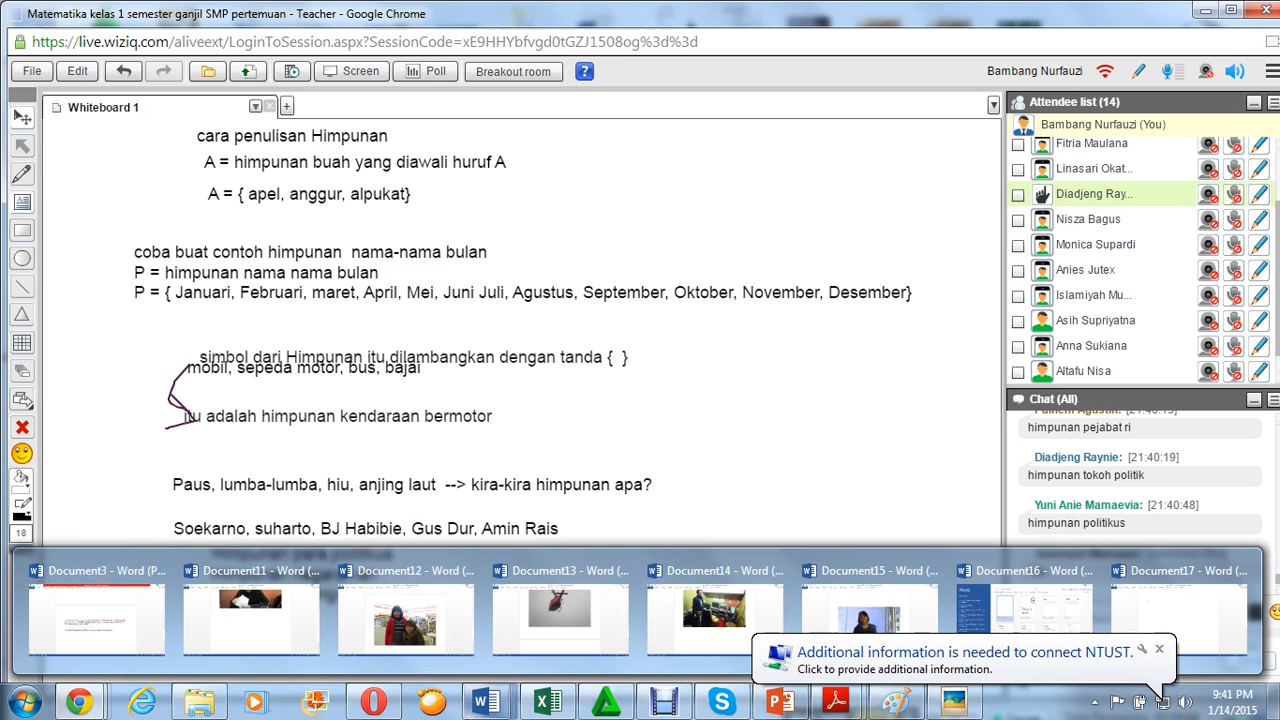 Matematika kelas 1 semester ganjil SMP pertemuan - Teacher - Google Chrome
https://live.wiziq.com/aliveext/LoginToSession.aspx?SessionCode=xE9HHYbfvgd0tGZJ1508og%3d%3d
File Edit Screen Poll Breakout room ? Bambang Nurfauzi
Whiteboard 1
cara penulisan Himpunan
A = himpunan buah yang diawali huruf A
A = { apel, anggur, alpukat}
coba buat contoh himpunan nama-nama bulan
P = himpunan nama nama bulan
P = { Januari, Februari, maret, April, Mei, Juni Juli, Agustus, September, Oktober, November, Desember}
simbol dari Himpunan itu dilambangkan dengan tanda { }
mobil, sepeda motor, bus, bajai
itu adalah himpunan kendaraan bermotor
Paus, lumba-lumba, hiu, anjing laut --> kira-kira himpunan apa?
Soekarno, suharto, BJ Habibie, Gus Dur, Amin Rais
18
Attendee list (14)
Bambang Nurfauzi (You)
Fitria Maulana
Linasari Okat...
Diadjeng Ray...
Nisza Bagus
Monica Supardi
Anies Jutex
Islamiyah Mu...
Asih Supriyatna
Anna Sukiana
Altafu Nisa
Chat (All)
himpunan pejabat ri
Diadjeng Raynie: [21:40:19]
himpunan tokoh politik
Yuni Anie Mamaevia: [21:40:48]
himpunan politikus
Document3 - Word (P...
Document11 - Word (...
Document12 - Word (...
Document13 - Word (...
Document14 - Word (...
Document15 - Word (...
Document16 - Word (...
Document17 - Word (...
Additional information is needed to connect NTUST.
Click to provide additional information.
9:41 PM
1/14/2015